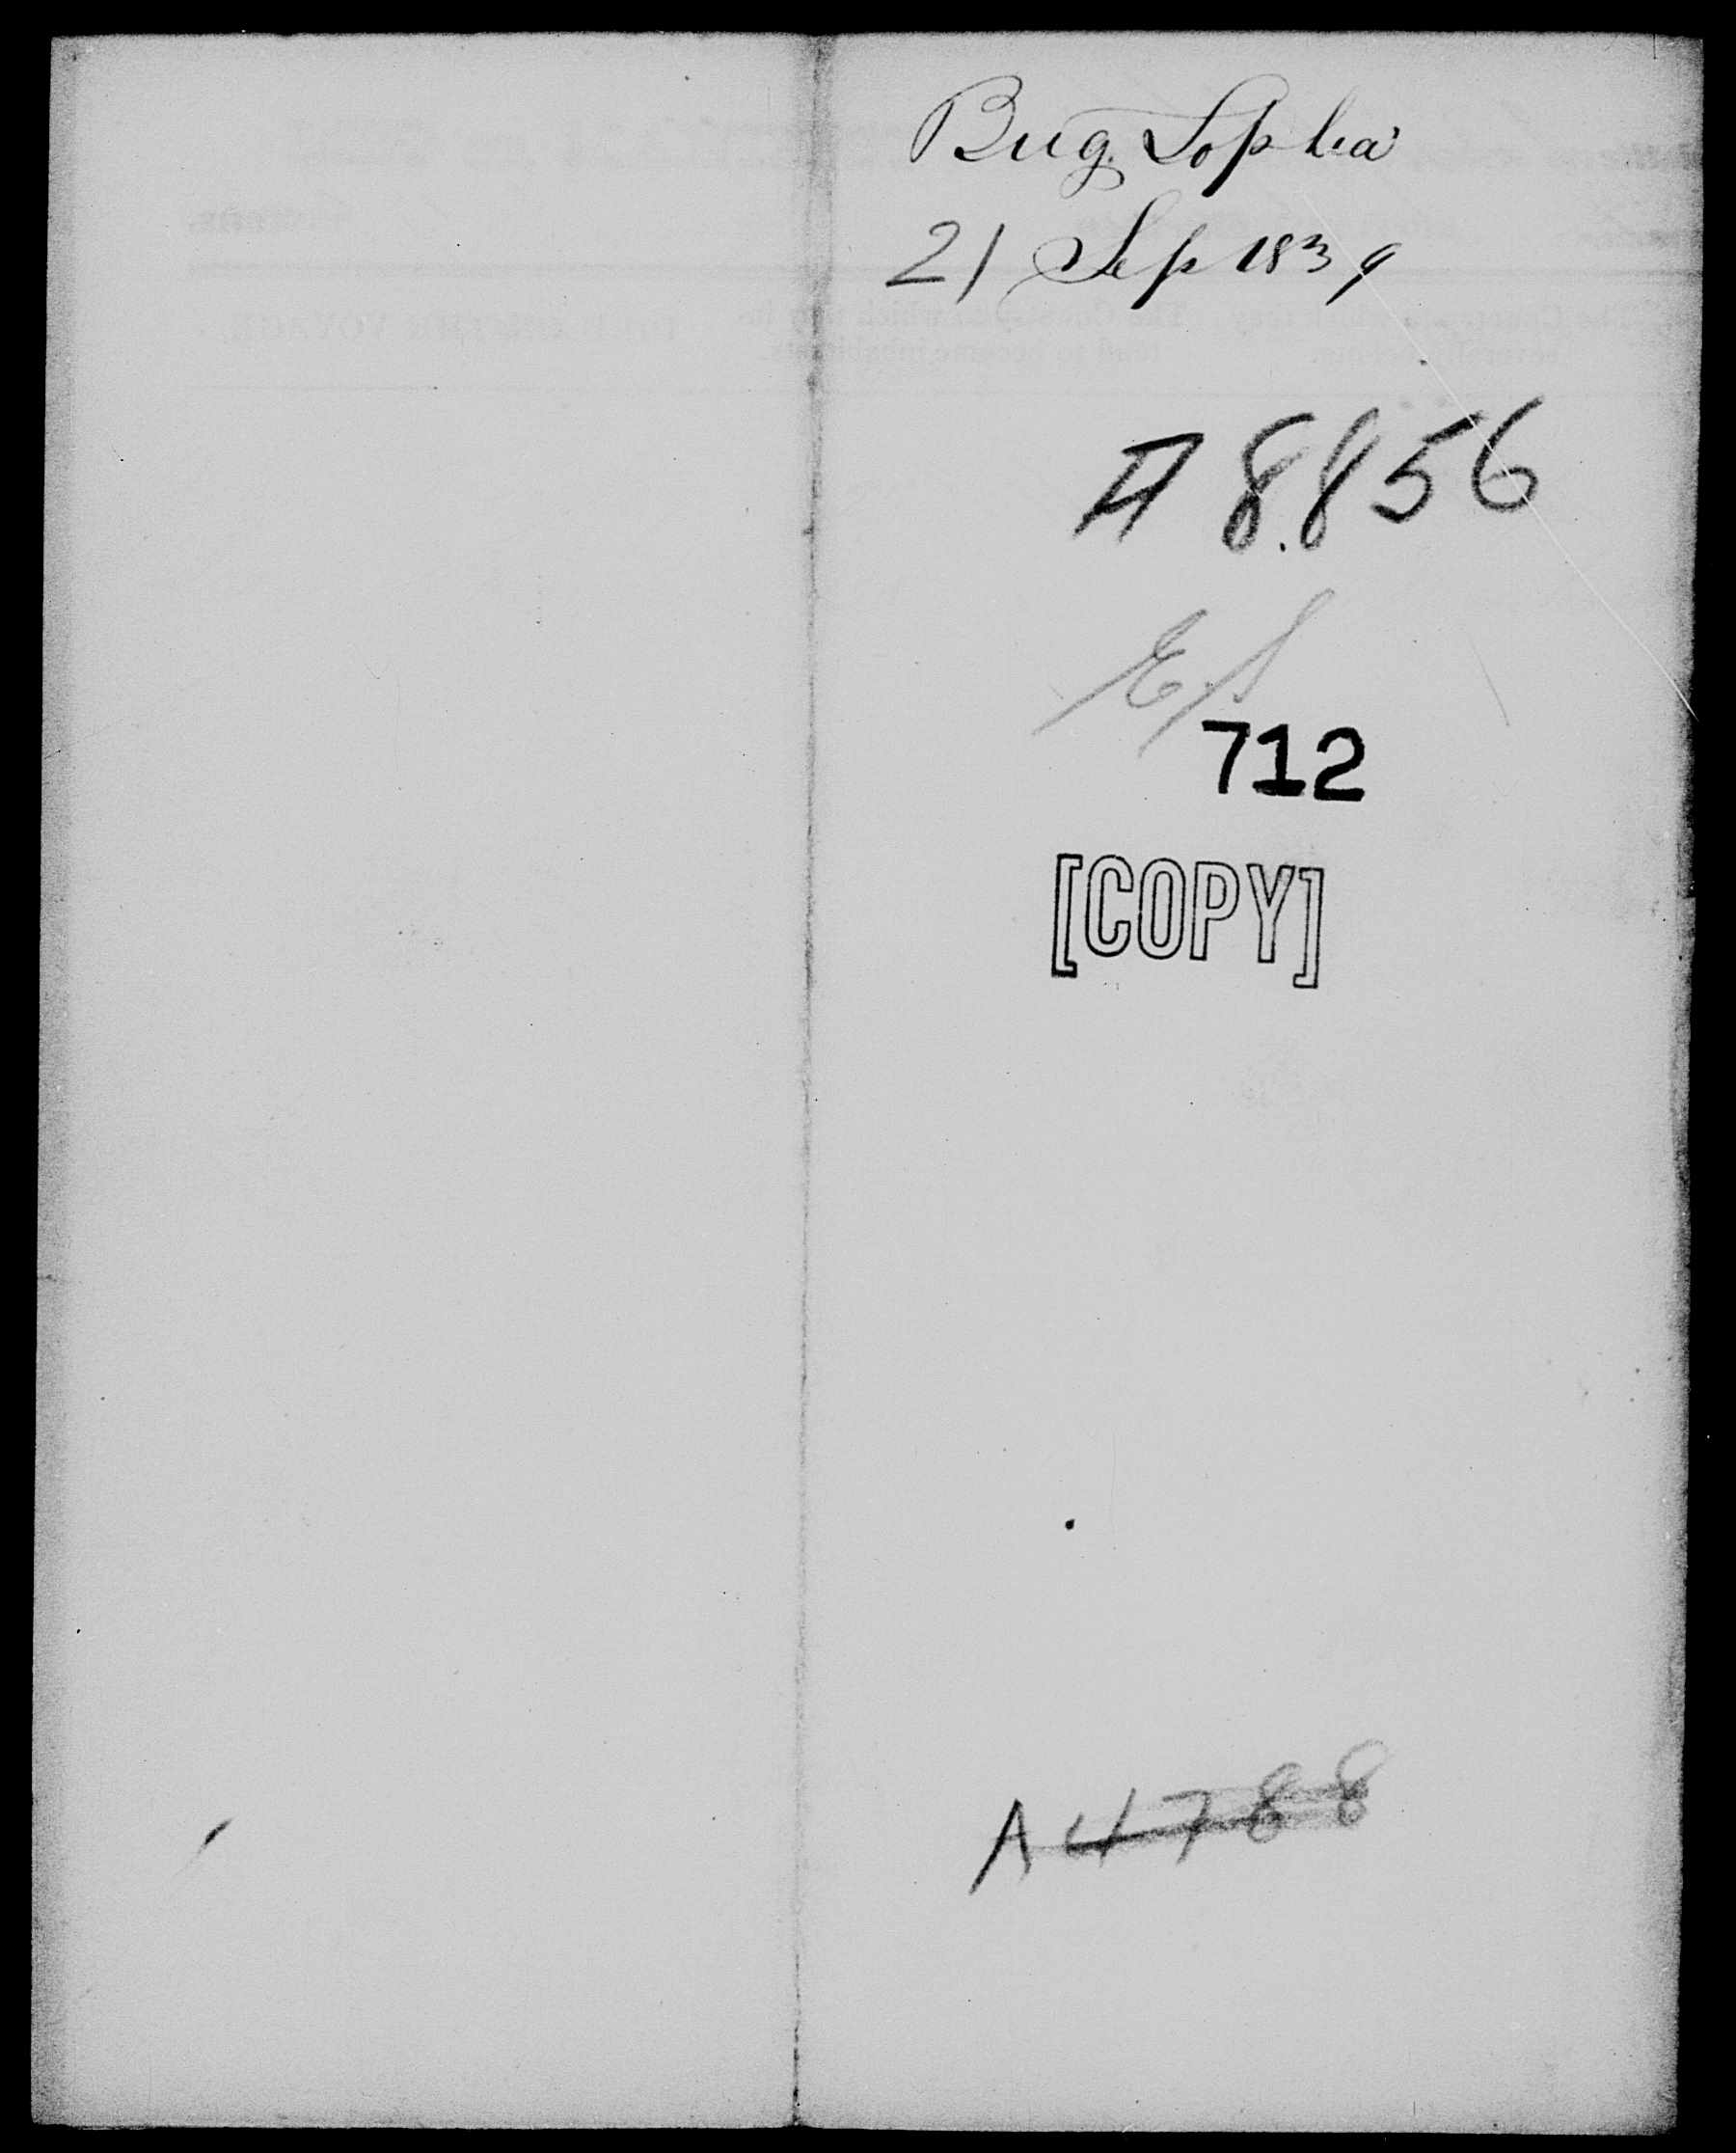 Brig. Sophia
21 Sep 1839
A 8856
E.S
712
[COPY]
A 4788